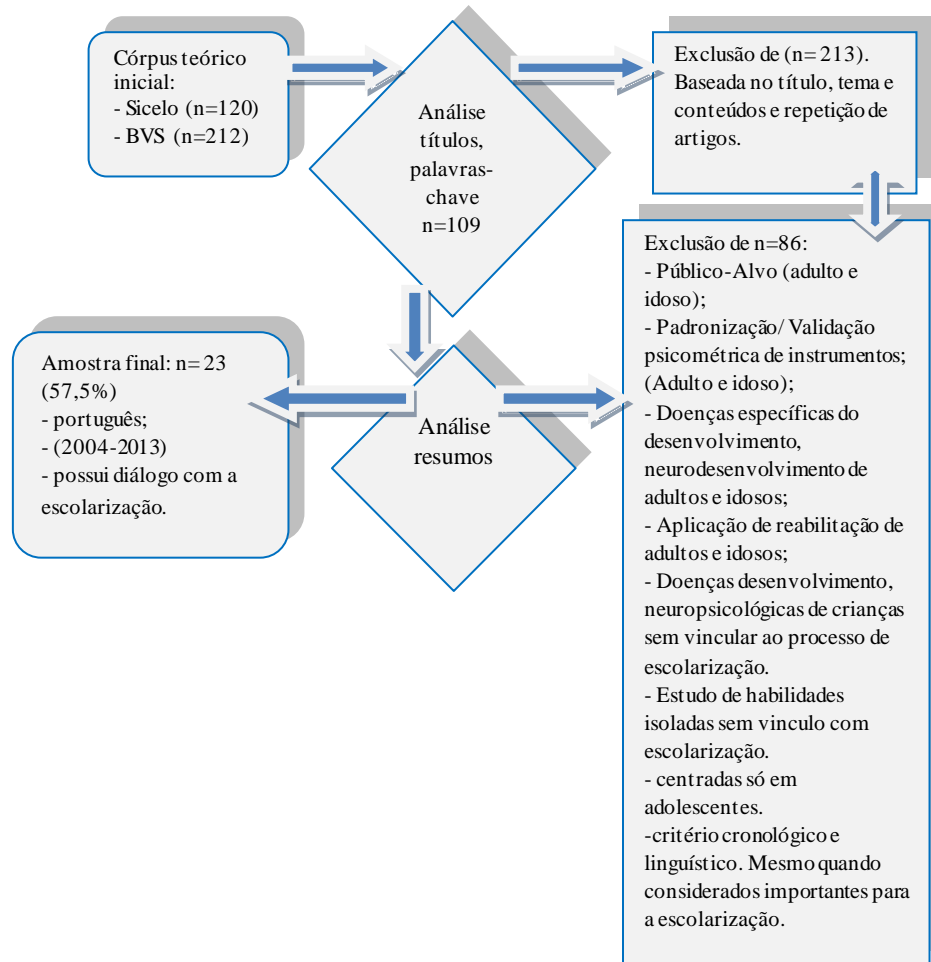 Córpus teórico
inicial:
- Sicelo (n=120)
- BVS (n=212)
Análise
títulos,
palavras-
chave
n=109
Exclusão de (n=213).
Baseada no título, tema e
conteúdos e repetição de
artigos.
Exclusão de n=86:
- Público-Alvo (adulto e
idoso);
- Padronização/ Validação
psicométrica de instrumentos;
(Adulto e idoso);
- Doenças específicas do
desenvolvimento,
neurodesenvolvimento de
adultos e idosos;
- Aplicação de reabilitação de
adultos e idosos;
- Doenças desenvolvimento,
neuropsicológicas de crianças
sem vincular ao processo de
escolarização.
- Estudo de habilidades
isoladas sem vinculo com
escolarização.
- centradas só em
adolescentes.
-critério cronológico e
linguístico. Mesmo quando
considerados importantes para
a escolarização.
Análise
resumos
Amostra final: n= 23
(57,5%)
- português;
- (2004-2013)
- possui diálogo com a
escolarização.